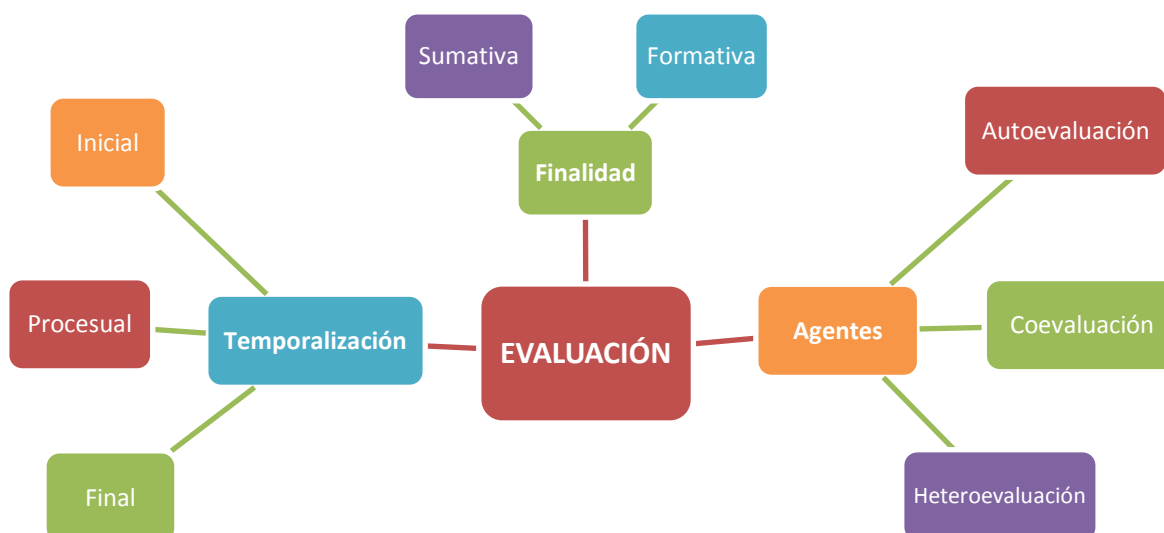 Sumativa
Formativa
Finalidad
Inicial
Procesual
Final
Temporalización
EVALUACIÓN
Agentes
Autoevaluación
Coevaluación
Heteroevaluación